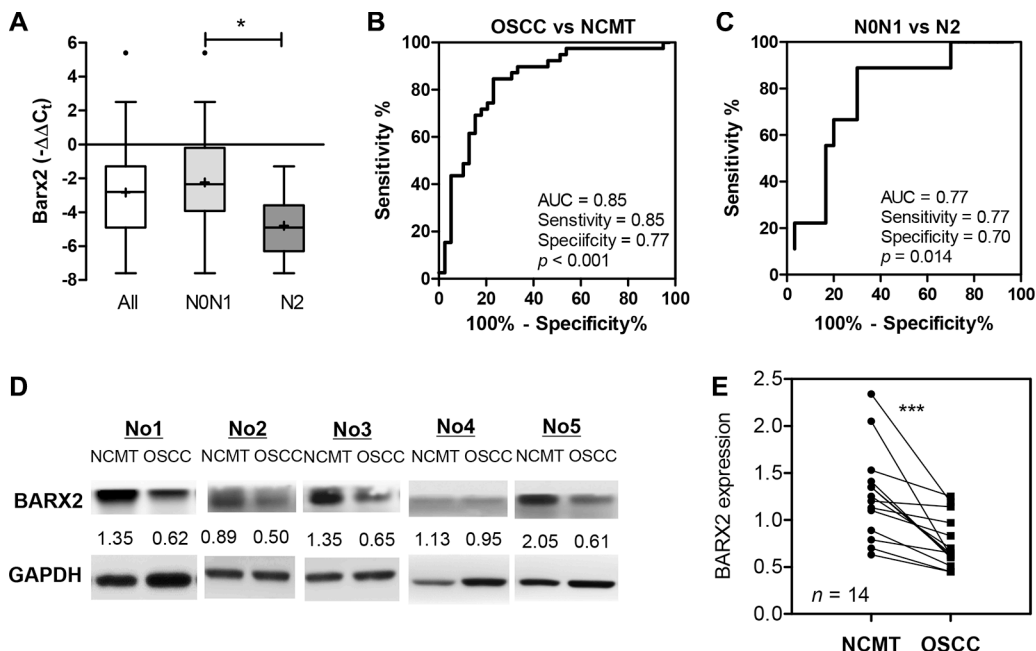 A
*
Barx2 (-ΔΔCt)
6
4
2
0
-2
-4
-6
-8
All N0N1 N2
B
OSCC vs NCMT
Sensitivity %
100
80
60
40
20
0
AUC = 0.85
Senstivity = 0.85
Speciifcity = 0.77
p < 0.001
0 20 40 60 80 100
100% - Specificity%
C
N0N1 vs N2
Sensitivity %
100
80
60
40
20
0
AUC = 0.77
Sensitivity = 0.77
Specificity = 0.70
p = 0.014
0 20 40 60 80 100
100% - Specificity%
D
No1 No2 No3 No4 No5
NCMT OSCC NCMT OSCC NCMT OSCC NCMT OSCC NCMT OSCC
BARX2
1.35 0.62 0.89 0.50 1.35 0.65 1.13 0.95 2.05 0.61
GAPDH
E
BARX2 expression
2.5
2.0
1.5
1.0
0.5
0.0
***
n = 14
NCMT OSCC